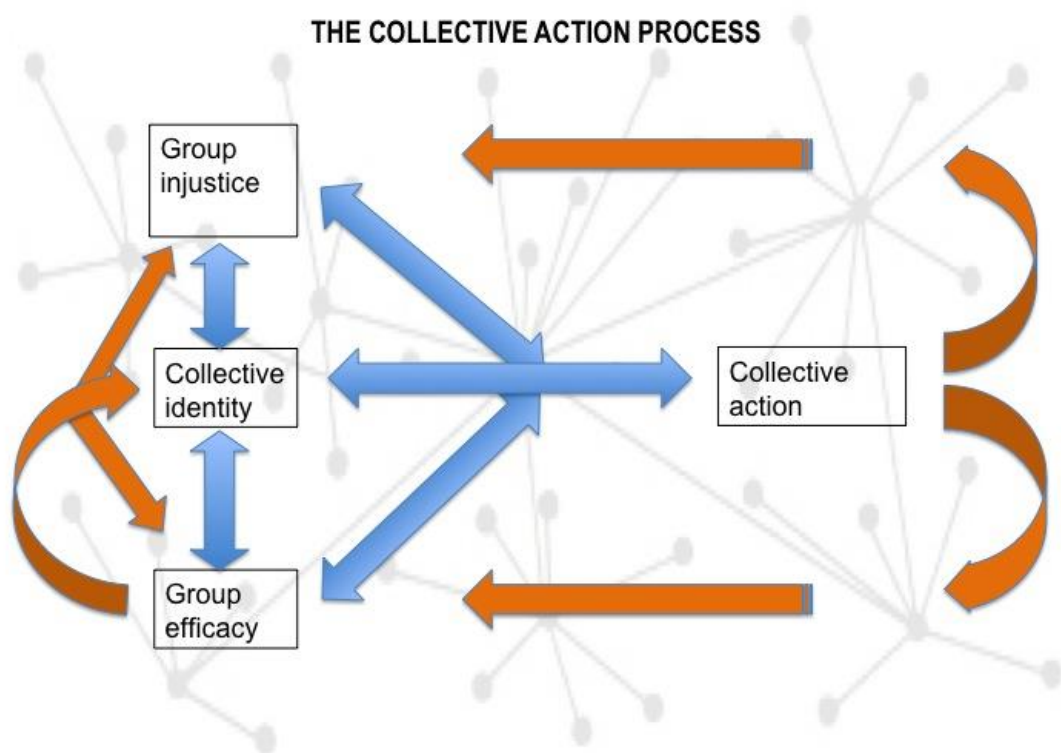 THE COLLECTIVE ACTION PROCESS
Group
injustice
Collective
identity
Collective
action
Group
efficacy